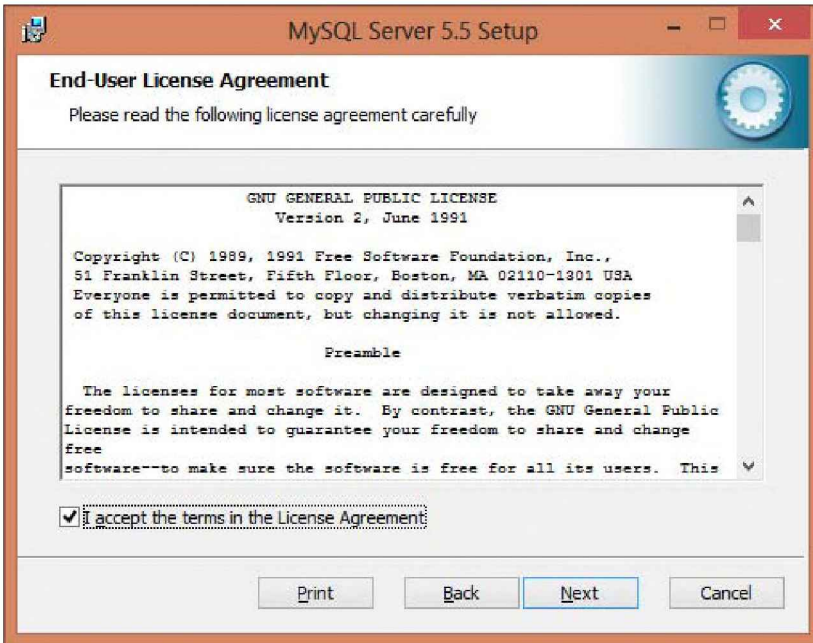 MySQL Server 5.5 Setup
End-User License Agreement
Please read the following license agreement carefully
GNU GENERAL PUBLIC LICENSE
Version 2, June 1991
Copyright (C) 1989, 1991 Free Software Foundation, Inc.,
51 Franklin Street, Fifth Floor, Boston, MA 02110-1301 USA
Everyone is permitted to copy and distribute verbatim copies
of this license document, but changing it is not allowed.
Preamble
The licenses for most software are designed to take away your
freedom to share and change it. By contrast, the GNU General Public
License is intended to guarantee your freedom to share and change
free
software--to make sure the software is free for all its users. This
I accept the terms in the License Agreement
Print Back Next Cancel